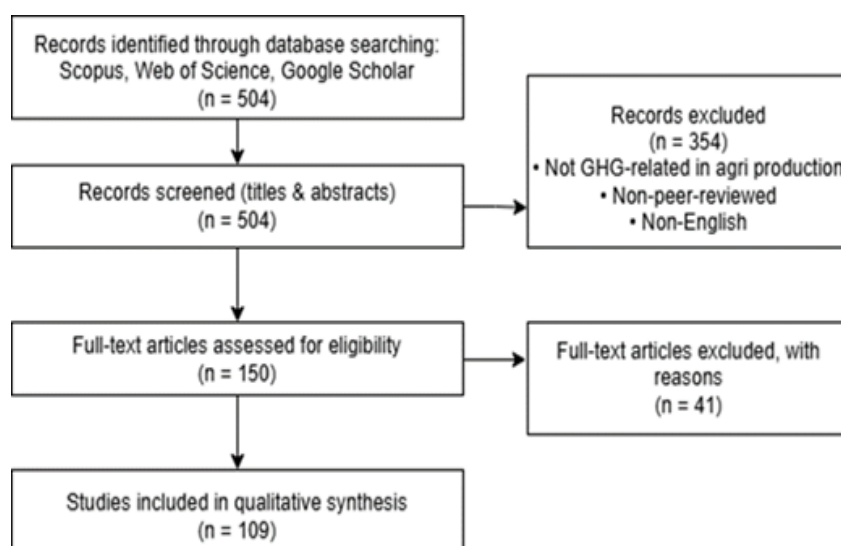 Records identified through database searching:
Scopus, Web of Science, Google Scholar
(n = 504)
Records excluded
(n = 354)
• Not GHG-related in agri production
• Non-peer-reviewed
• Non-English
Records screened (titles & abstracts)
(n = 504)
Full-text articles assessed for eligibility
(n = 150)
Full-text articles excluded, with
reasons
(n = 41)
Studies included in qualitative synthesis
(n = 109)